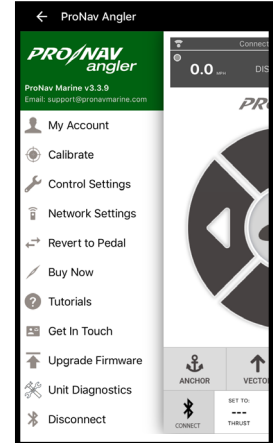 ProNav Angler
PRO/NAV
angler
ProNav Marine v3.3.9
Email: support@pronavmarine.com
My Account
Calibrate
Control Settings
Network Settings
Revert to Pedal
Buy Now
Tutorials
Get In Touch
Upgrade Firmware
Unit Diagnostics
Disconnect
Connect
0.0 MPH
DIS
PR
ANCHOR
VECTO
CONNECT
SET TO:
---
THRUST